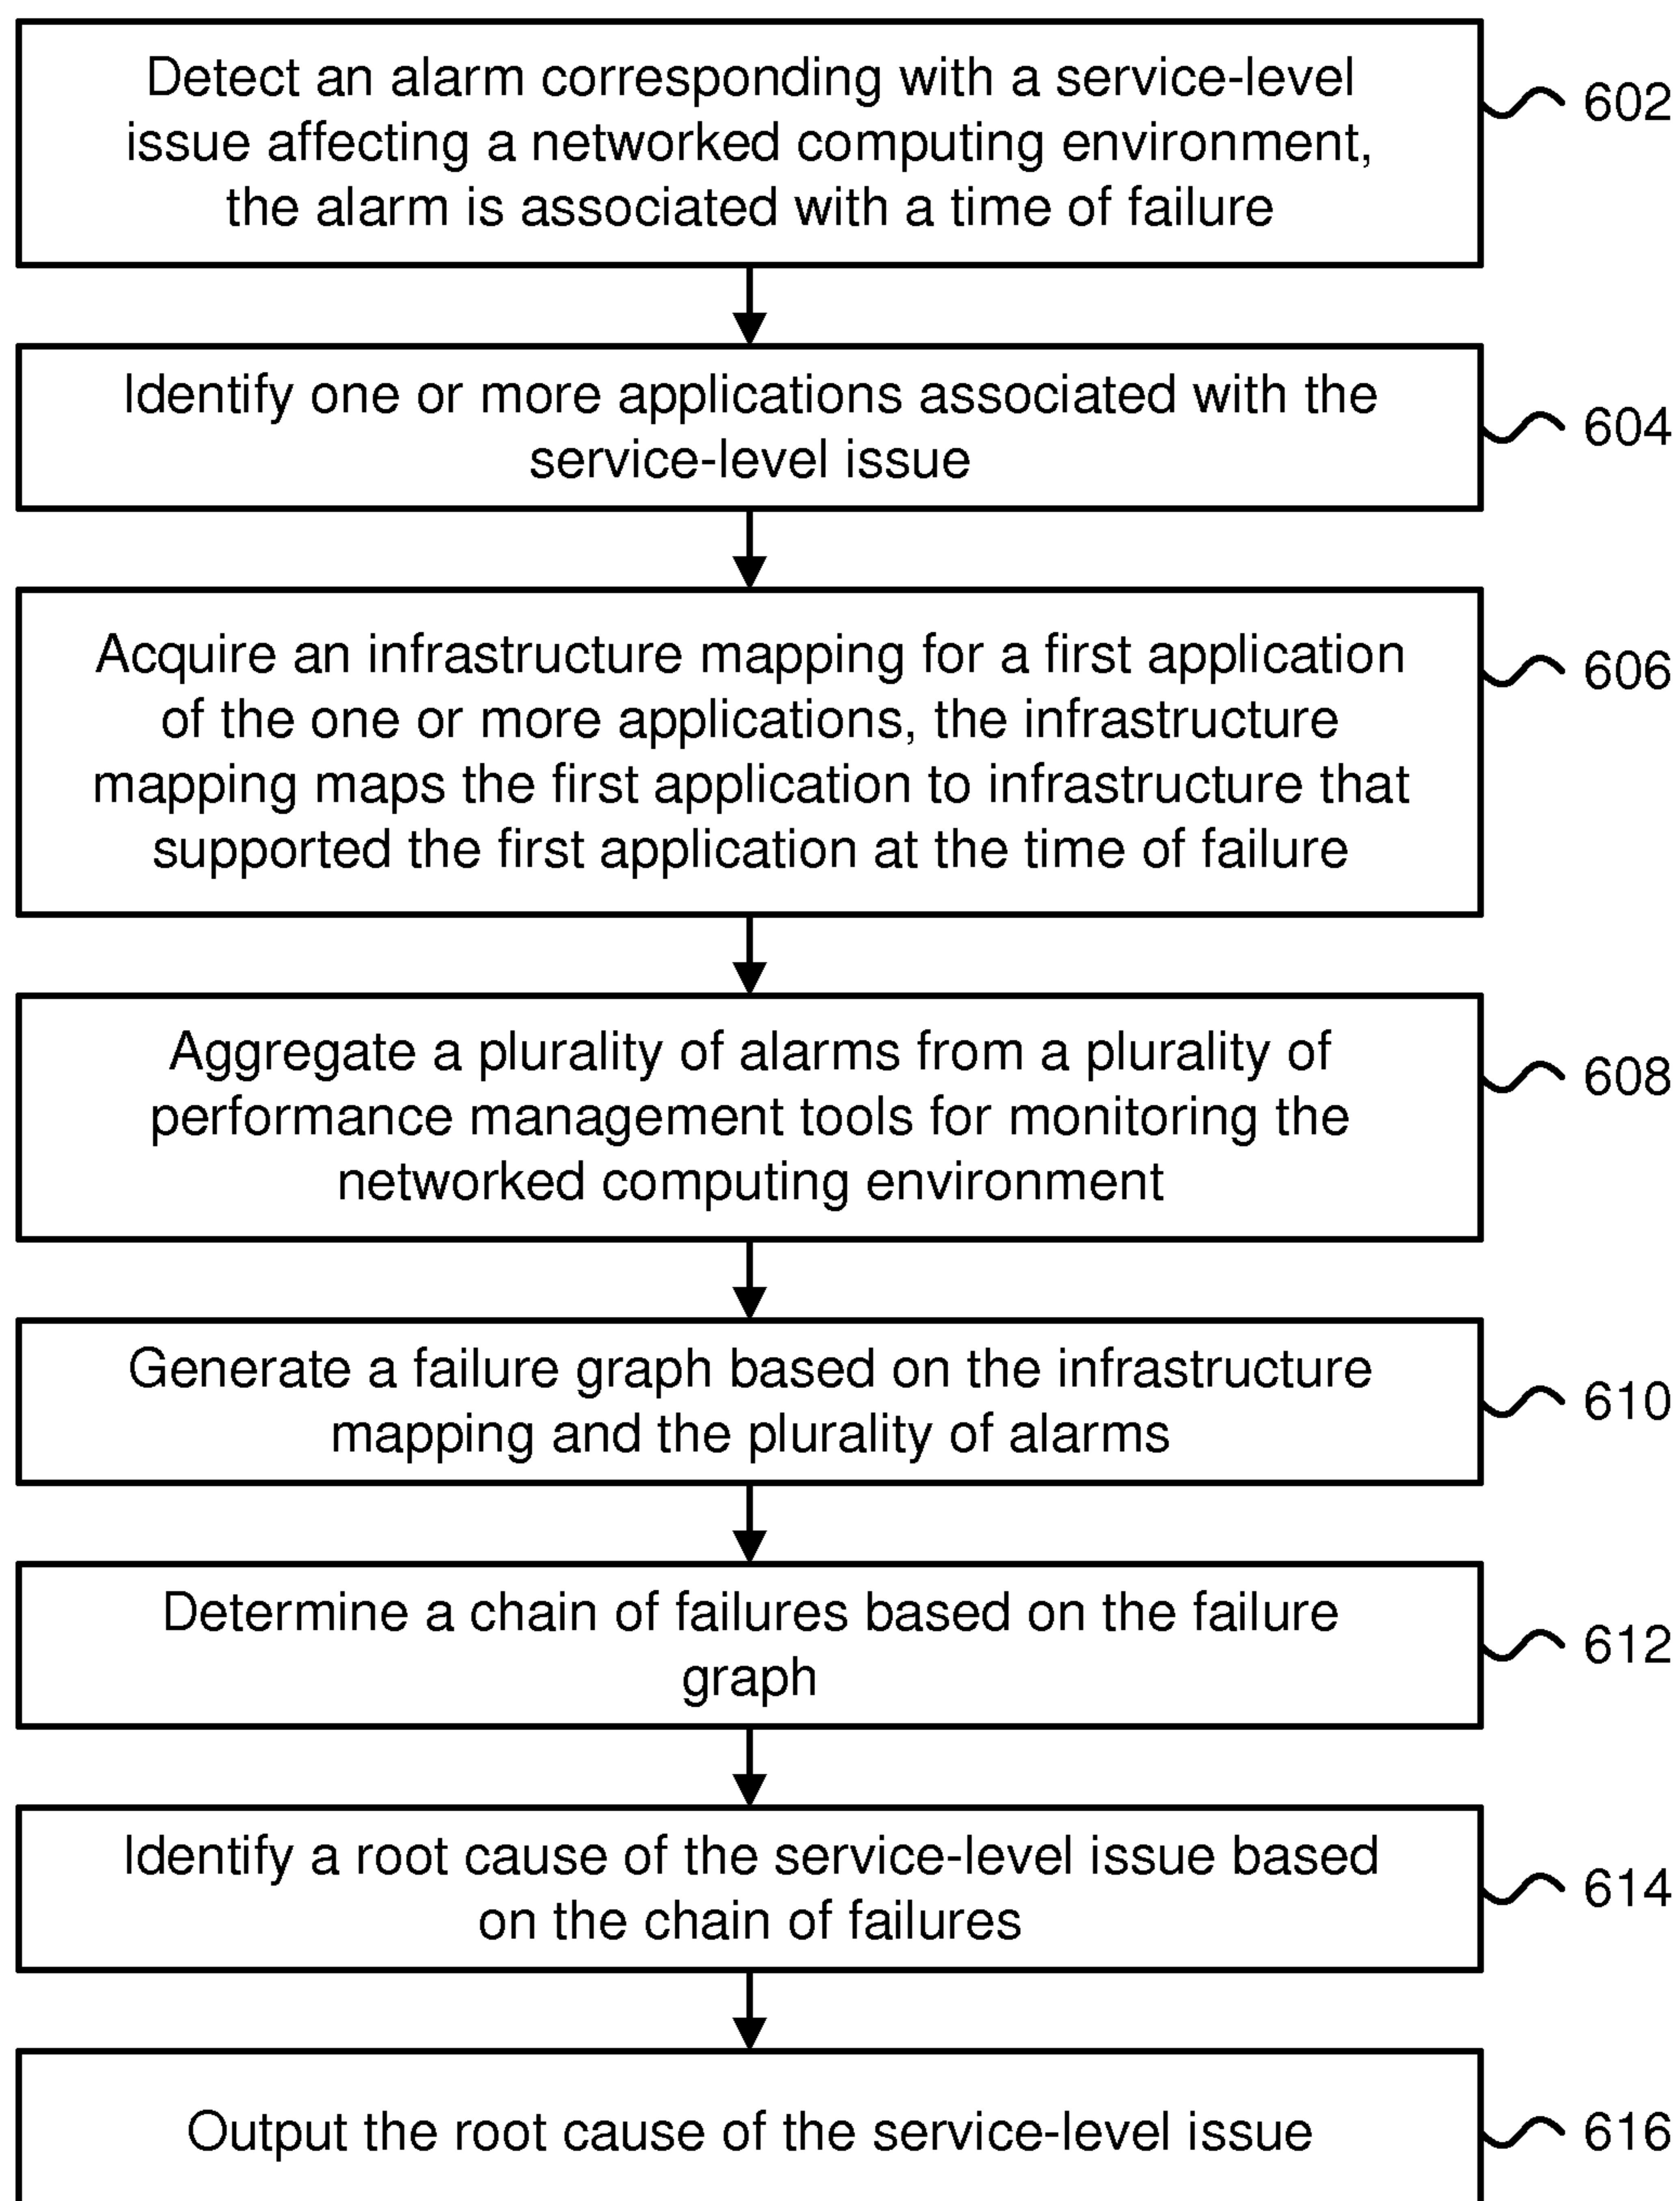 Detect an alarm corresponding with a service-level
issue affecting a networked computing environment,
the alarm is associated with a time of failure
602
Identify one or more applications associated with the
service-level issue
604
Acquire an infrastructure mapping for a first application
of the one or more applications, the infrastructure
mapping maps the first application to infrastructure that
supported the first application at the time of failure
606
Aggregate a plurality of alarms from a plurality of
performance management tools for monitoring the
networked computing environment
608
Generate a failure graph based on the infrastructure
mapping and the plurality of alarms
610
Determine a chain of failures based on the failure
graph
612
Identify a root cause of the service-level issue based
on the chain of failures
614
Output the root cause of the service-level issue
616